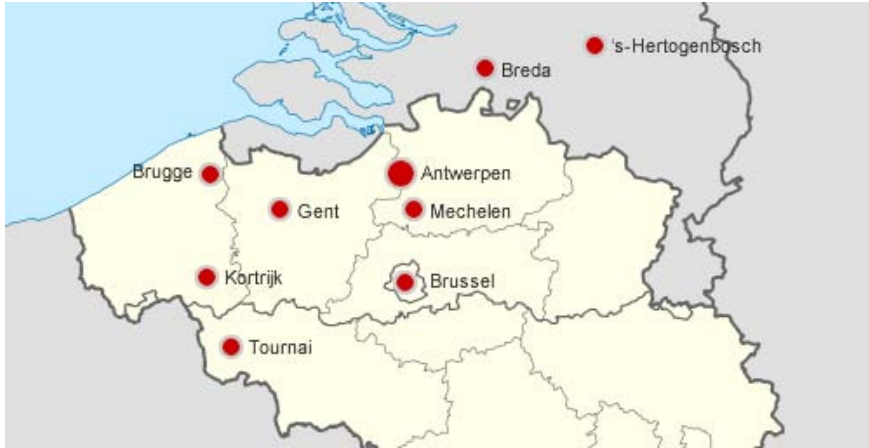 ‘s-Hertogenbosch
Breda
Brugge
Antwerpen
Gent
Mechelen
Kortrijk
Brussel
Tournai